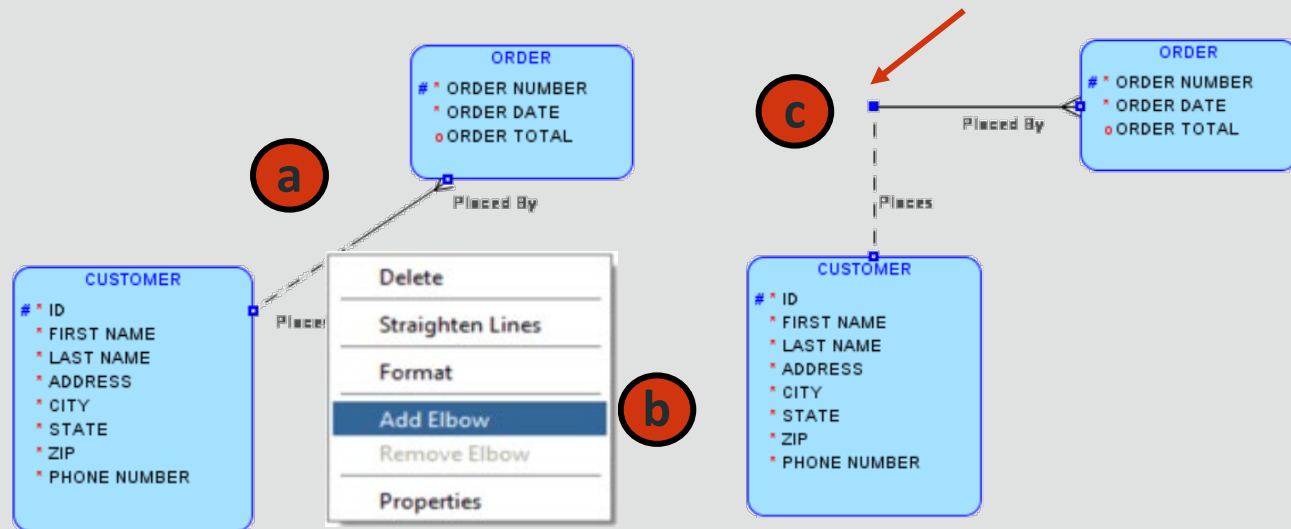 ORDER
# * ORDER NUMBER
* ORDER DATE
o ORDER TOTAL
a
Placed By
CUSTOMER
# * ID
* FIRST NAME
* LAST NAME
* ADDRESS
* CITY
* STATE
* ZIP
* PHONE NUMBER
Delete
Straighten Lines
Format
Add Elbow
Remove Elbow
Properties
b
c
ORDER
# * ORDER NUMBER
* ORDER DATE
o ORDER TOTAL
Placed By
Places
CUSTOMER
# * ID
* FIRST NAME
* LAST NAME
* ADDRESS
* CITY
* STATE
* ZIP
* PHONE NUMBER